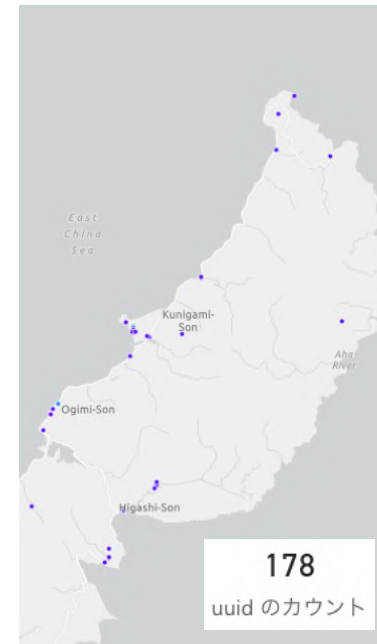 East
China
Sea
Kunigami-
Son
Aha
River
Ogimi-Son
Higashi-Son
178
uuid のカウント